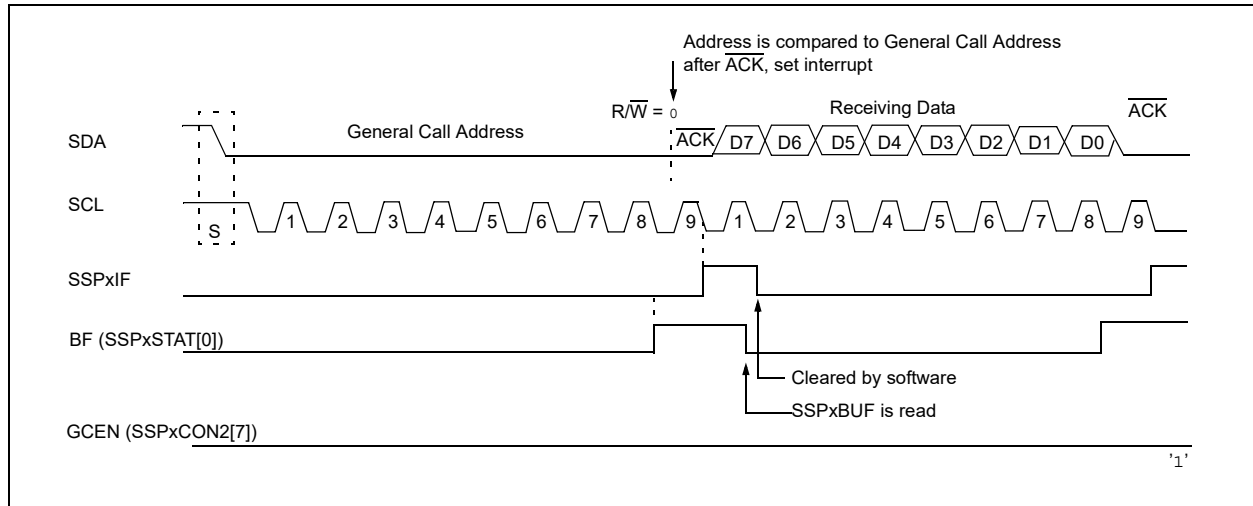 Address is compared to General Call Address
after ACK, set interrupt
R/W = 0
Receiving Data
ACK
SDA
General Call Address
ACK D7 D6 D5 D4 D3 D2 D1 D0
SCL
S
1 2 3 4 5 6 7 8 9 1 2 3 4 5 6 7 8 9
SSPxIF
BF (SSPxSTAT[0])
Cleared by software
SSPxBUF is read
GCEN (SSPxCON2[7])
'1'